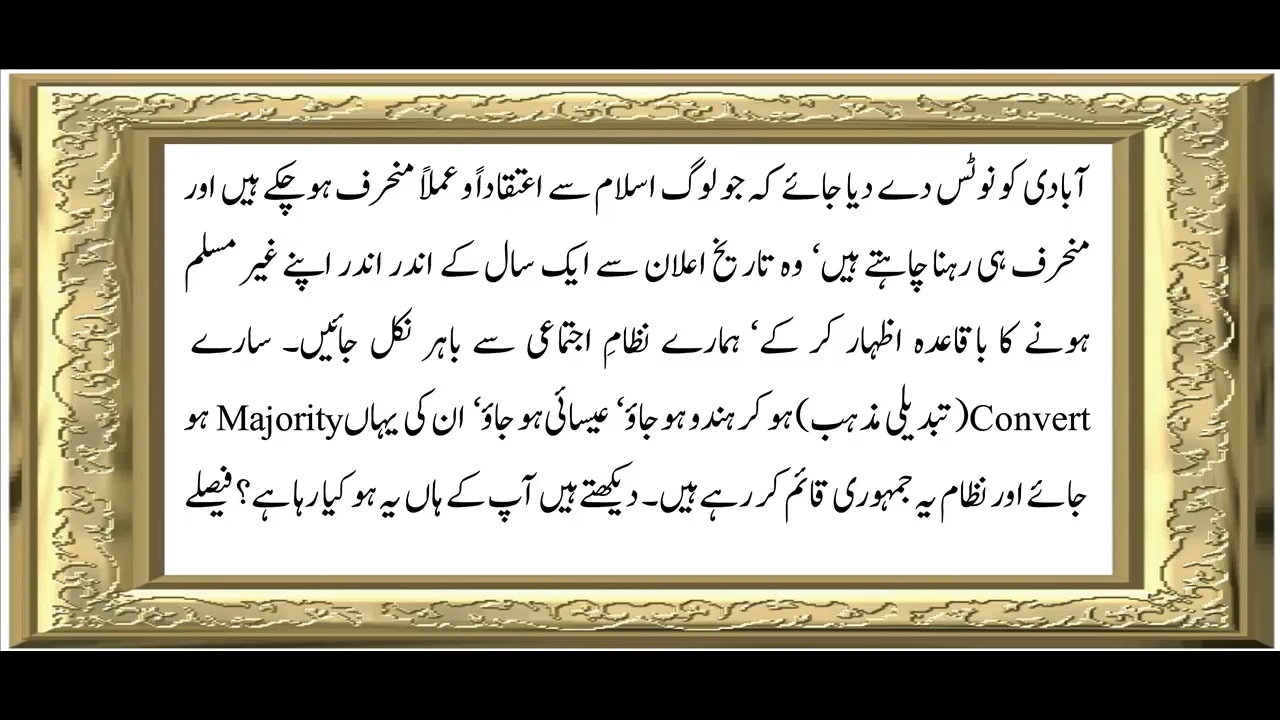 آبادی کو نوٹس دے دیا جائے کہ جو لوگ اسلام سے اعتقاداً و عملاً منحرف ہو چکے ہیں اور
منحرف ہی رہنا چاہتے ہیں‘ وہ تاریخ اعلان سے ایک سال کے اندر اندر اپنے غیر مسلم
ہونے کا باقاعدہ اظہار کر کے‘ ہمارے نظامِ اجتماعی سے باہر نکل جائیں۔ سارے
Convert(تبدیلی مذہب) ہو کر ہندو ہو جاؤ‘ عیسائی ہو جاؤ‘ ان کی یہاں Majority ہو
جائے اور نظام یہ جمہوری قائم کر رہے ہیں۔ دیکھتے ہیں آپ کے ہاں یہ ہو کیا رہا ہے؟ فیصلے